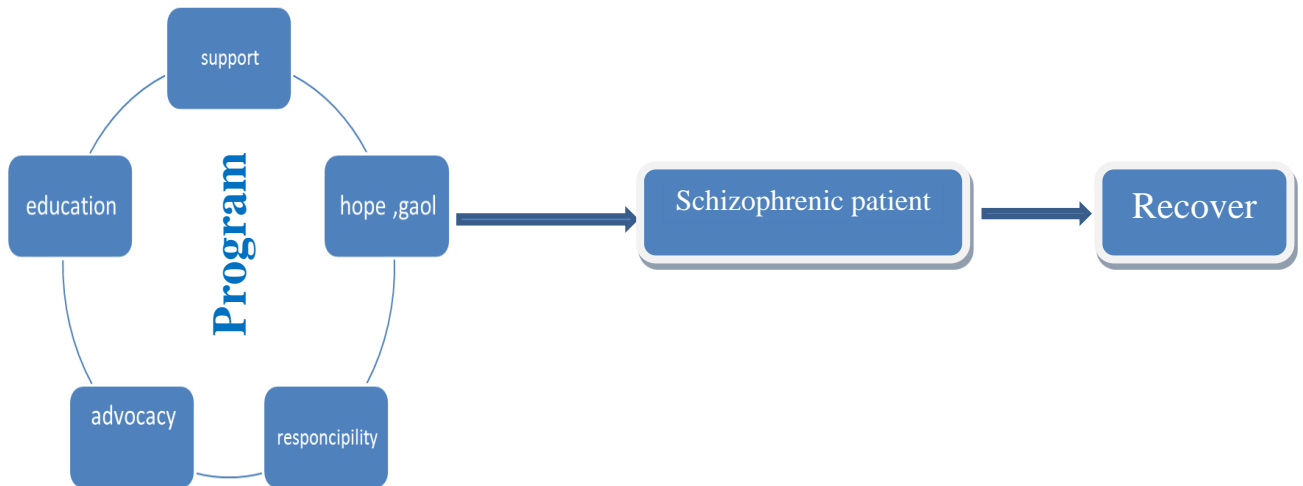 support
education
Program
hope ,gaol
Schizophrenic patient
Recover
advocacy
responcipility